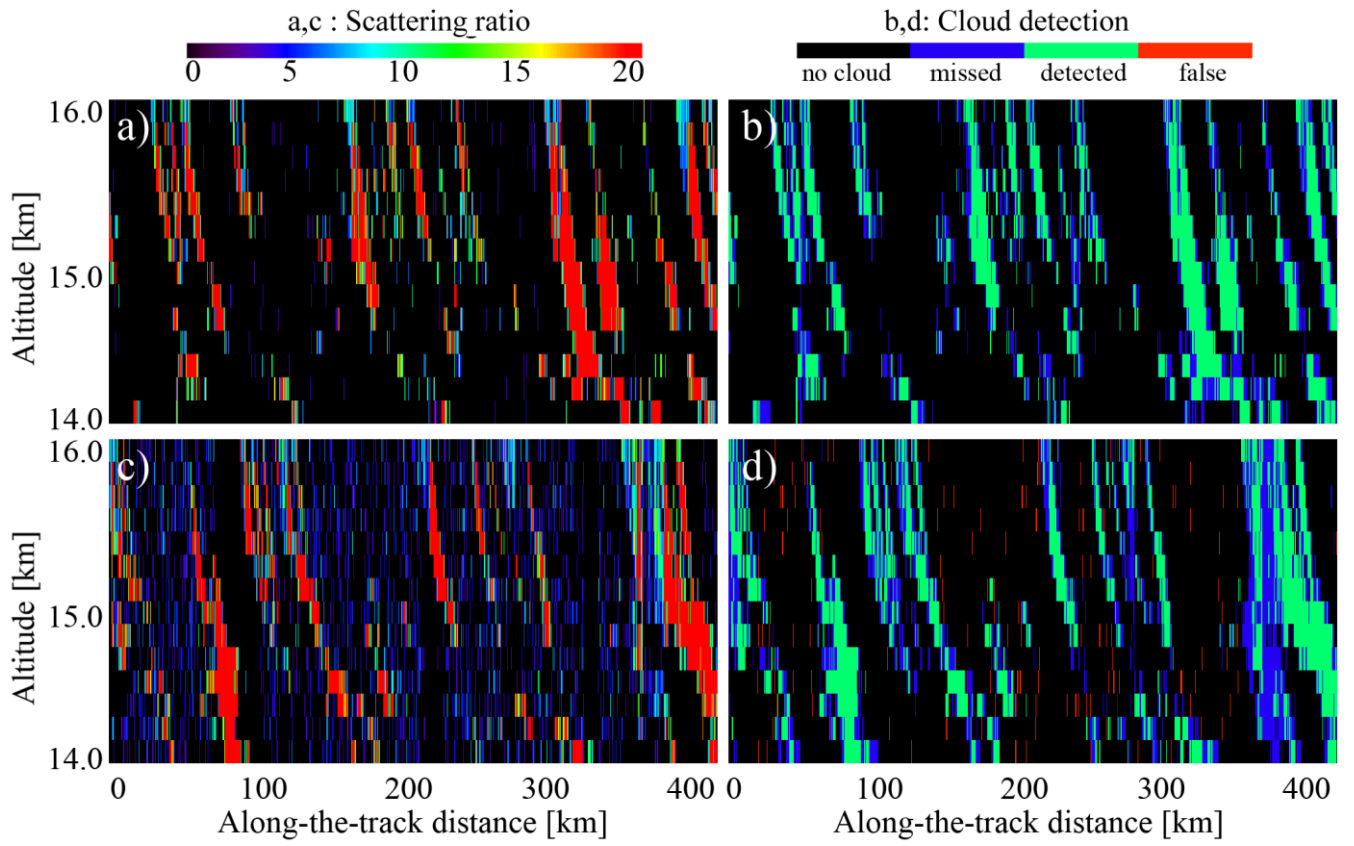 a,c : Scattering ratio
b,d: Cloud detection
0 5 10 15 20
no cloud missed detected false
16.0
15.0
14.0
Altitude [km]
a)
b)
16.0
15.0
14.0
Altitude [km]
c)
d)
0 100 200 300 400
0 100 200 300 400
Along-the-track distance [km]
Along-the-track distance [km]